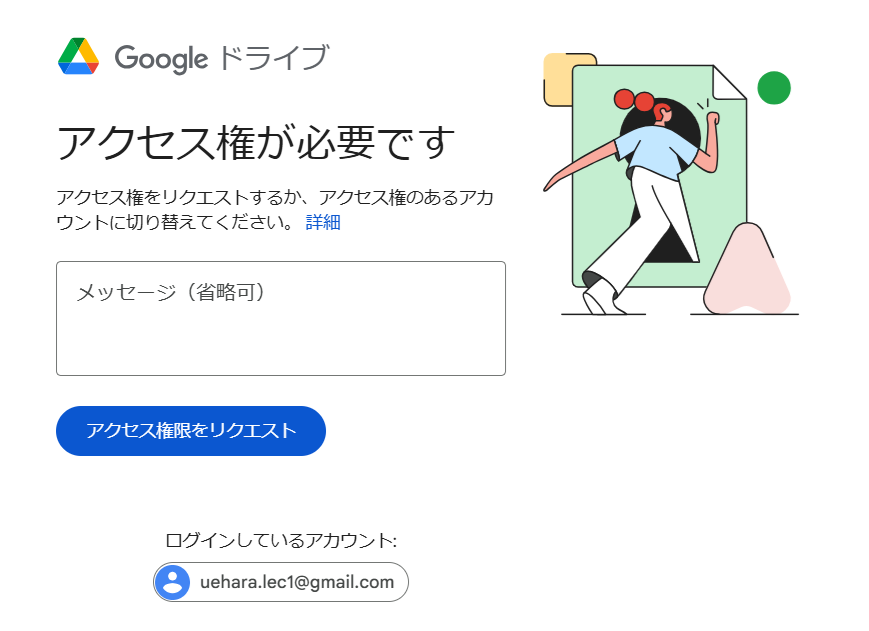 Google ドライブ
アクセス権が必要です
アクセス権をリクエストするか、アクセス権のあるアカ
ウントに切り替えてください。 詳細
メッセージ（省略可）
アクセス権限をリクエスト
ログインしているアカウント:
uehara.lec1@gmail.com